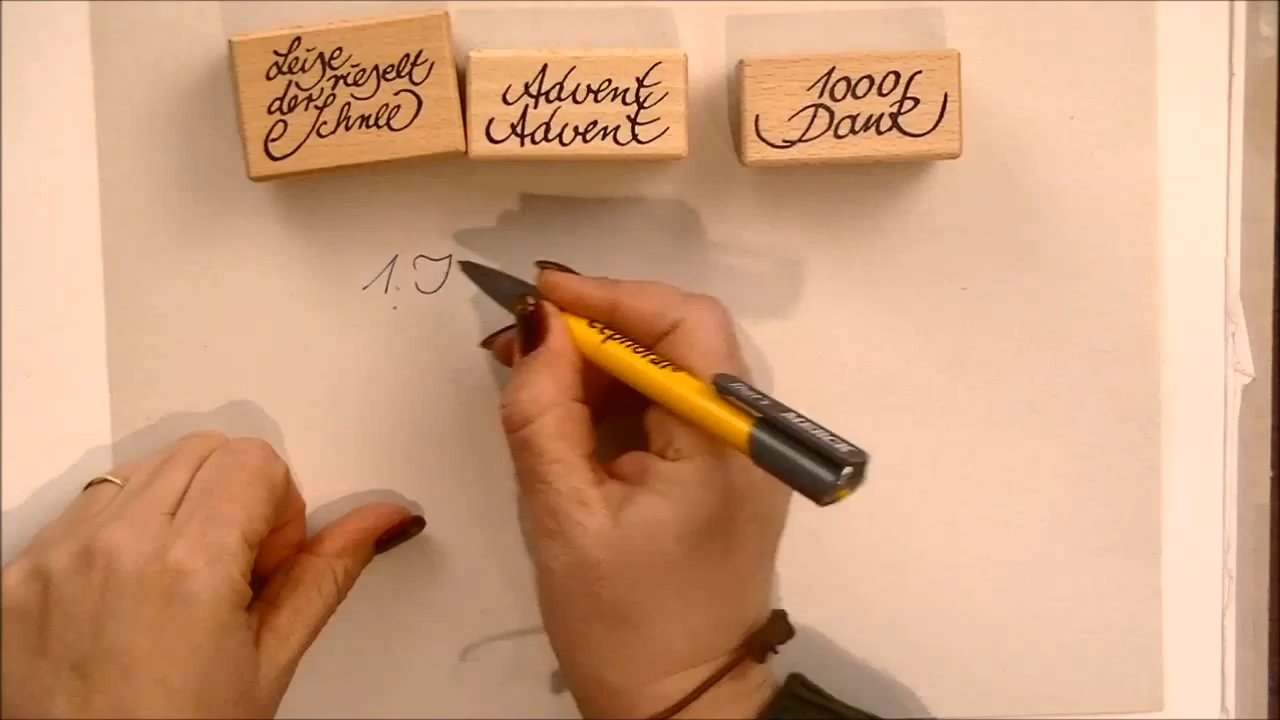 Leise
rieselt
der
Schnee
Advent
Advent
1000
Dank
1. J